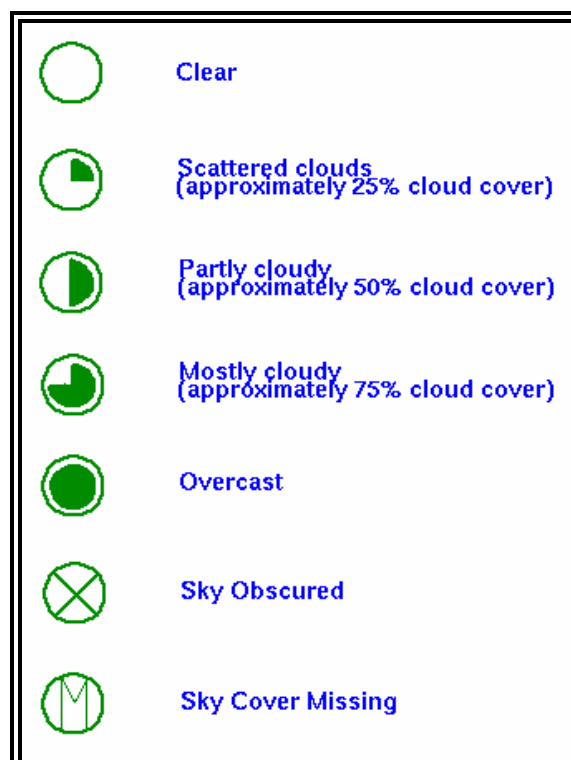 Clear
Scattered clouds
(approximately 25% cloud cover)
Partly cloudy
(approximately 50% cloud cover)
Mostly cloudy
(approximately 75% cloud cover)
Overcast
Sky Obscured
M Sky Cover Missing